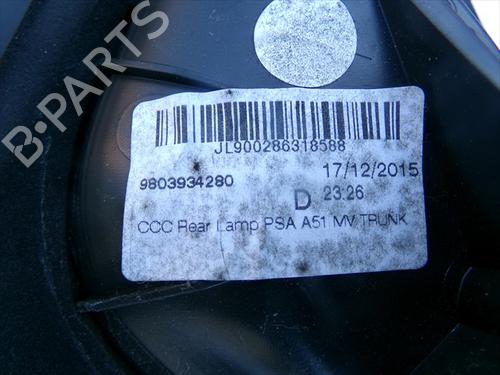 B-PARTS
JL900286318588
9803934280
17/12/2015
D 23:26
CCC Rear Lamp PSA A51 MV TRUNK